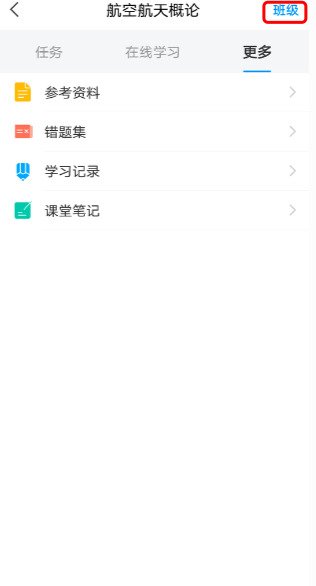 航空航天概论 班级
任务 在线学习 更多
参考资料
错题集
学习记录
课堂笔记